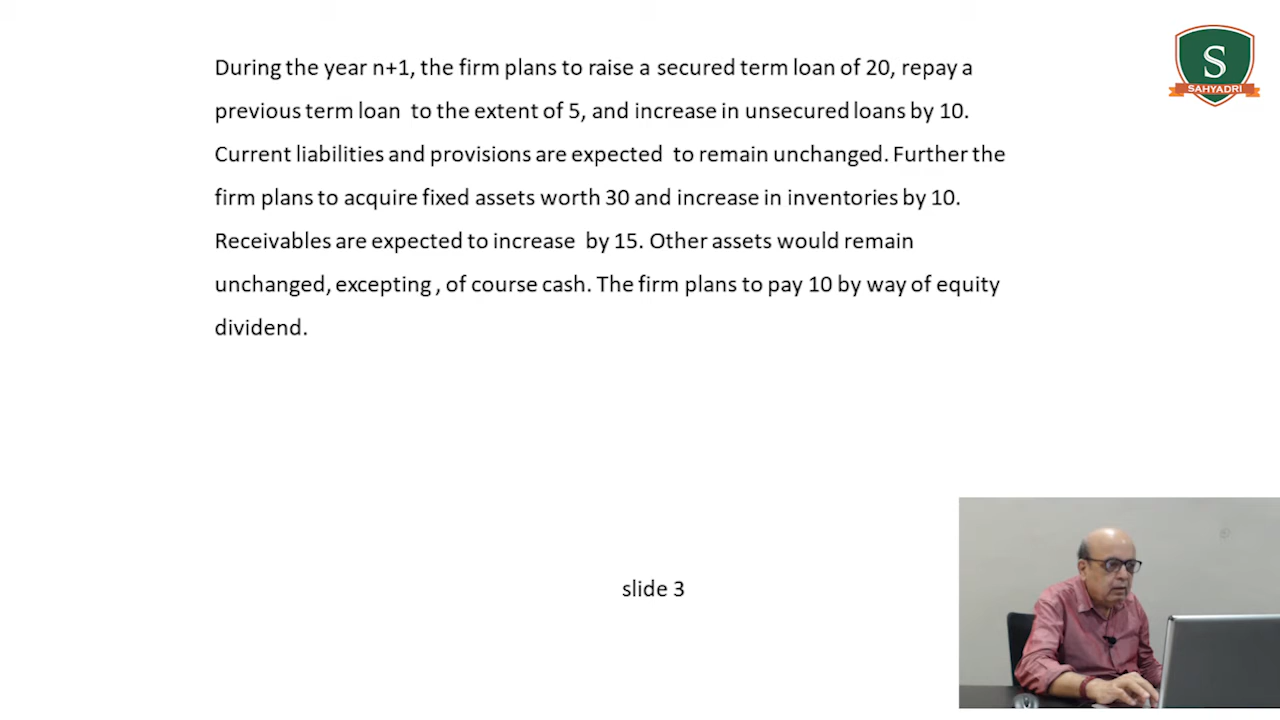 During the year n+1, the firm plans to raise a secured term loan of 20, repay a
previous term loan to the extent of 5, and increase in unsecured loans by 10.
Current liabilities and provisions are expected to remain unchanged. Further the
firm plans to acquire fixed assets worth 30 and increase in inventories by 10.
Receivables are expected to increase by 15. Other assets would remain
unchanged, excepting , of course cash. The firm plans to pay 10 by way of equity
dividend.
slide 3
S
SAHYADRI